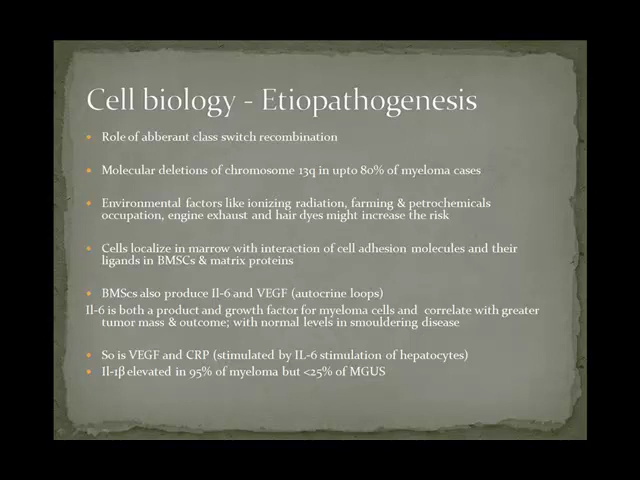 Cell biology - Etiopathogenesis
Role of abberant class switch recombination
Molecular deletions of chromosome 13q in upto 80% of myeloma cases
Environmental factors like ionizing radiation, farming & petrochemicals
occupation, engine exhaust and hair dyes might increase the risk
Cells localize in marrow with interaction of cell adhesion molecules and their
ligands in BMSCs & matrix proteins
BMScs also produce Il-6 and VEGF (autocrine loops)
Il-6 is both a product and growth factor for myeloma cells and correlate with greater
tumor mass & outcome; with normal levels in smouldering disease
So is VEGF and CRP (stimulated by IL-6 stimulation of hepatocytes)
Il-1β elevated in 95% of myeloma but <25% of MGUS